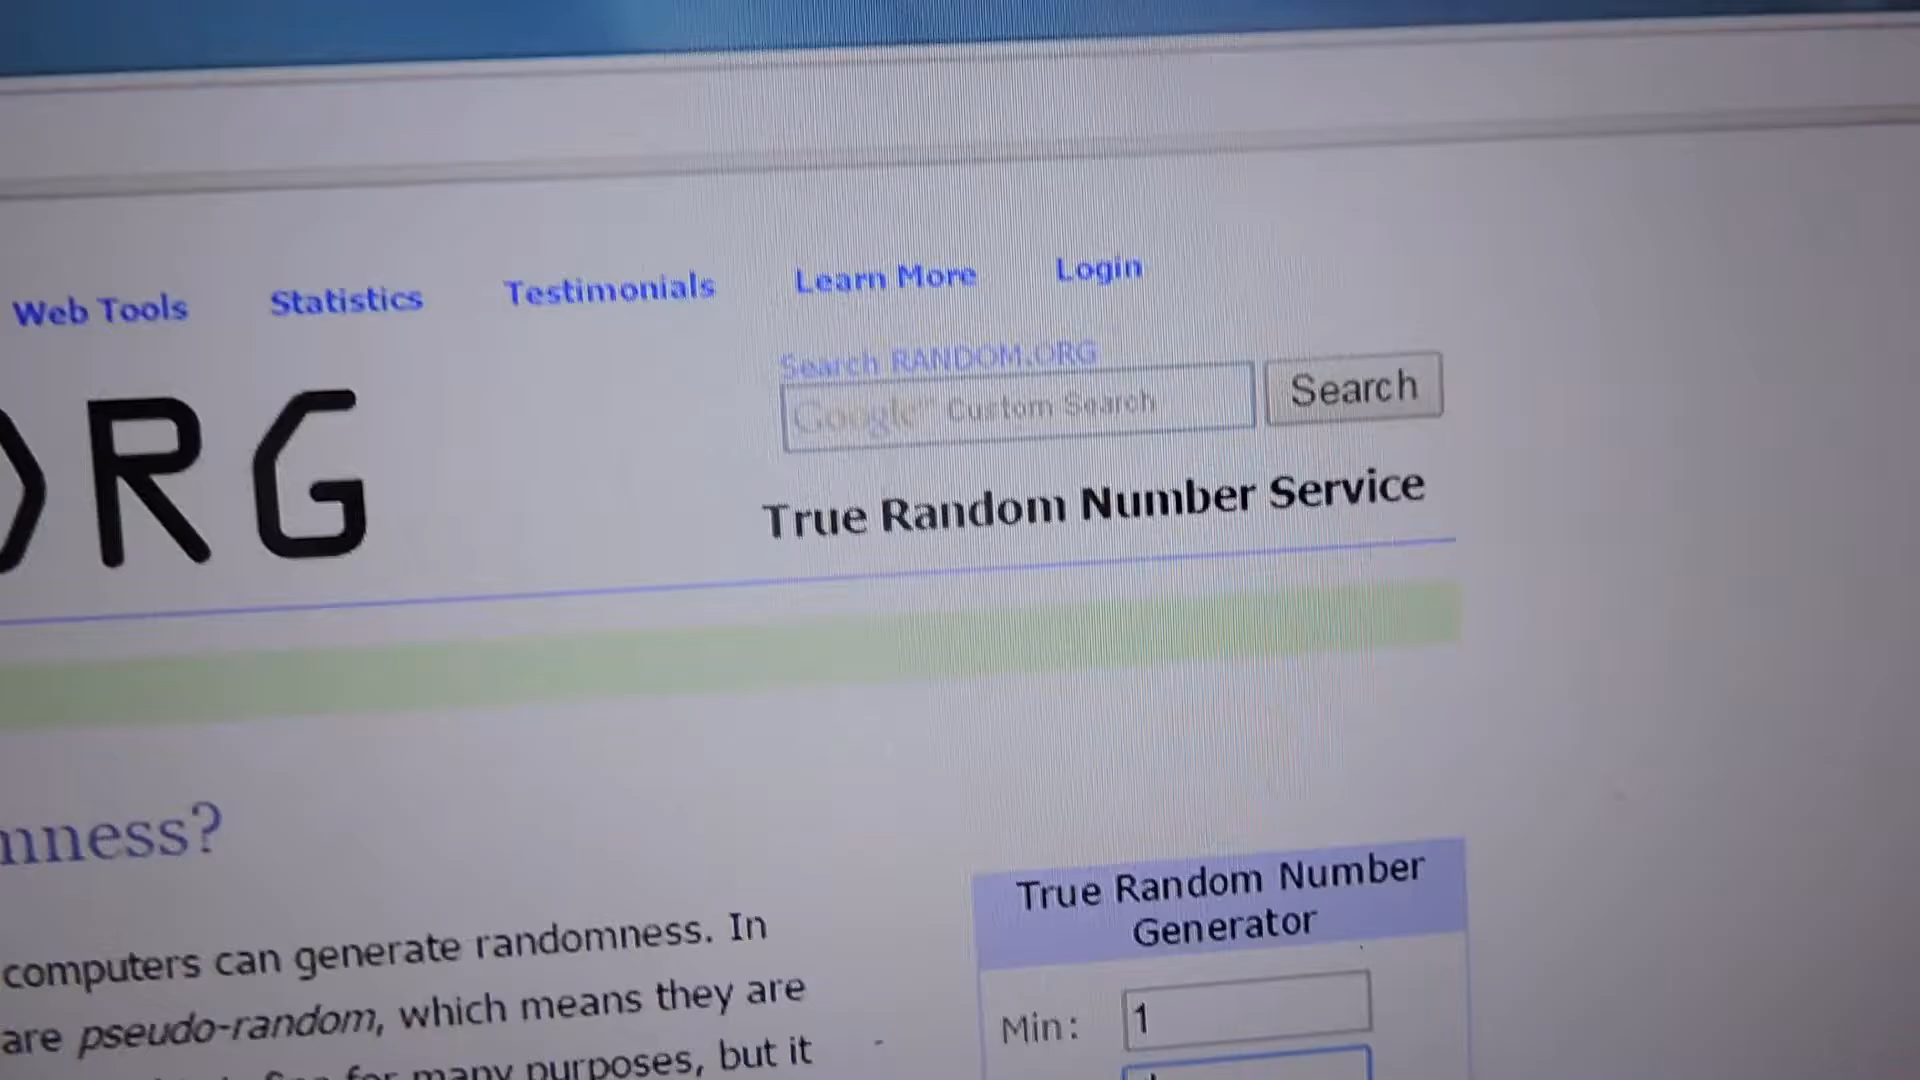 Web Tools Statistics Testimonials Learn More Login
Search RANDOM.ORG
Google™ Custom Search Search
ORG
True Random Number Service
nness?
True Random Number
Generator
computers can generate randomness. In
are pseudo-random, which means they are
for many purposes, but it
Min: 1